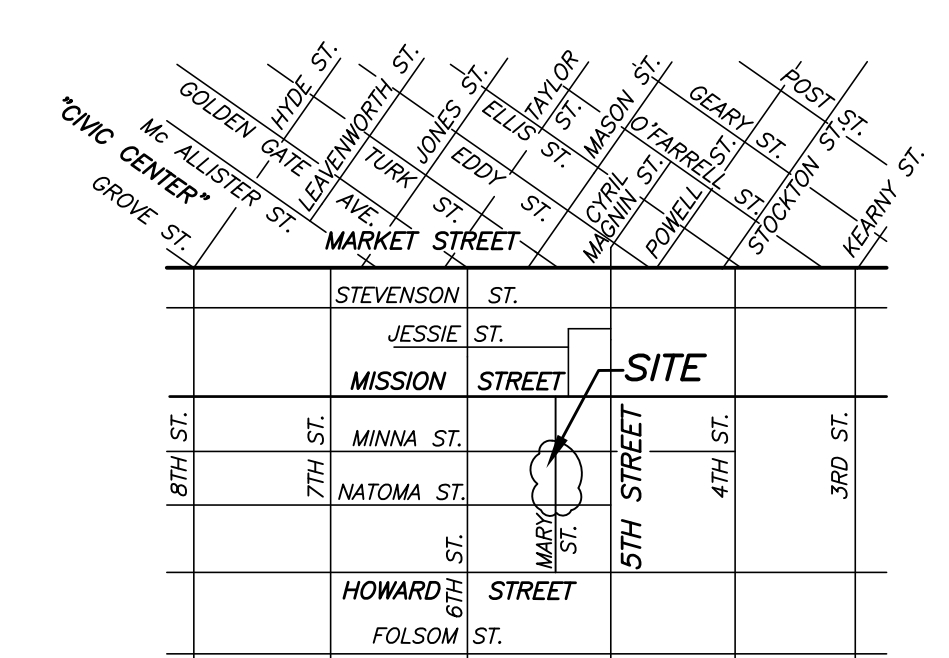 "CIVIC CENTER"
GROVE ST.
Mc ALLISTER ST.
GOLDEN GATE AVE.
HYDE ST.
LEAVENWORTH ST.
TURK ST.
JONES ST.
EDDY ST.
ELLIS ST.
TAYLOR ST.
MASON ST.
O'FARRELL ST.
CYRIL
MAGNIN ST.
GEARY ST.
POWELL ST.
POST ST.
STOCKTON ST.
KEARNY ST.
MARKET STREET
STEVENSON ST.
JESSIE ST.
MISSION STREET
SITE
8TH ST.
7TH ST.
MINNA ST.
NATOMA ST.
6TH ST.
MARY ST.
5TH STREET
4TH ST.
3RD ST.
HOWARD STREET
FOLSOM ST.